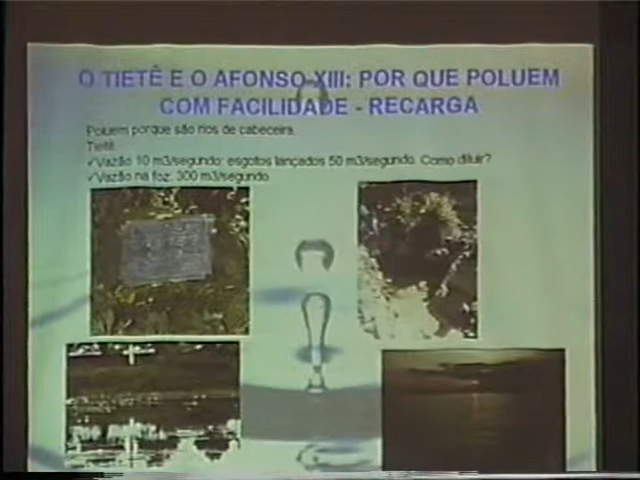 O TIETÊ E O AFONSO XIII: POR QUE POLUEM
COM FACILIDADE - RECARGA
Poluem porque são rios de cabeceira.
Tietê
✓Vazão 10 m3/segundo: esgotos lançados 50 m3/segundo. Como diluir?
✓Vazão na foz: 300 m3/segundo